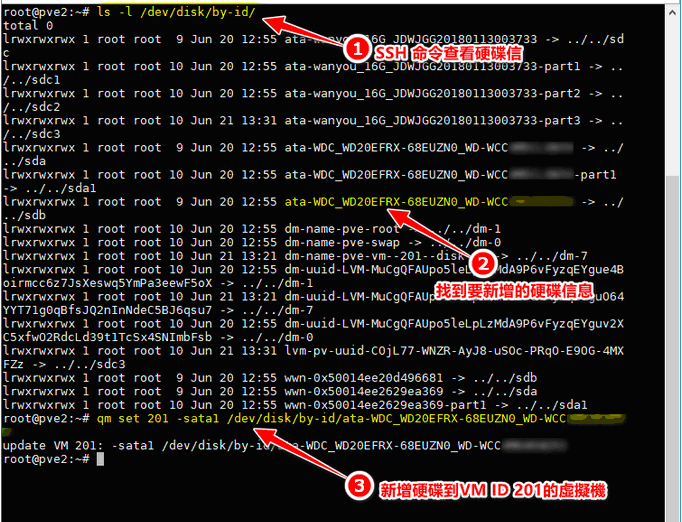 root@pve2:~# ls -l /dev/disk/by-id/
total 0
lrwxrwxrwx 1 root root  9 Jun 20 12:55 ata-wanyou_16G_JDWJGG20180113003733 -> ../../sd
c
1 SSH 命令查看硬碟信
lrwxrwxrwx 1 root root 10 Jun 20 12:55 ata-wanyou_16G_JDWJGG20180113003733-part1 -> ..
/../sdc1
lrwxrwxrwx 1 root root 10 Jun 20 12:55 ata-wanyou_16G_JDWJGG20180113003733-part2 -> ..
/../sdc2
lrwxrwxrwx 1 root root 10 Jun 21 13:31 ata-wanyou_16G_JDWJGG20180113003733-part3 -> ..
/../sdc3
lrwxrwxrwx 1 root root  9 Jun 20 12:55 ata-WDC_WD20EFRX-68EUZN0_WD-WCC -> ../
../sda
lrwxrwxrwx 1 root root 10 Jun 20 12:55 ata-WDC_WD20EFRX-68EUZN0_WD-WCC -part1
-> ../../sda1
lrwxrwxrwx 1 root root  9 Jun 20 12:55 ata-WDC_WD20EFRX-68EUZN0_WD-WCC -> ../
../sdb
lrwxrwxrwx 1 root root 10 Jun 20 12:55 dm-name-pve-root -> ../../dm-1
lrwxrwxrwx 1 root root 10 Jun 20 12:55 dm-name-pve-swap -> ../../dm-0
lrwxrwxrwx 1 root root 10 Jun 21 13:21 dm-name-pve-vm--201--disk -> ../../dm-7
2
lrwxrwxrwx 1 root root 10 Jun 20 12:55 dm-uuid-LVM-MuCgQFAUpo5leLpLzMdA9P6vFyzqEYgue4B
oirmcc6z7JsXeswq5YmPa3eewF5oX -> ../../dm-1
找到要新增的硬碟信息
lrwxrwxrwx 1 root root 10 Jun 21 13:21 dm-uuid-LVM-MuCgQFAUpo5leLpLzMdA9P6vFyzqEYguO64
YYT71g0qBfsJQ2nInNdeC5BJ6qsu7 -> ../../dm-7
lrwxrwxrwx 1 root root 10 Jun 20 12:55 dm-uuid-LVM-MuCgQFAUpo5leLpLzMdA9P6vFyzqEYguv2X
C5xfwO2RdcLd39t1TcSx4SNImbFsb -> ../../dm-0
lrwxrwxrwx 1 root root 10 Jun 21 13:31 lvm-pv-uuid-COjL77-WNZR-AyJ8-uSOc-PRqO-E9OG-4MX
FZz -> ../../sdc3
lrwxrwxrwx 1 root root  9 Jun 20 12:55 wwn-0x50014ee20d496681 -> ../../sdb
lrwxrwxrwx 1 root root  9 Jun 20 12:55 wwn-0x50014ee2629ea369 -> ../../sda
lrwxrwxrwx 1 root root 10 Jun 20 12:55 wwn-0x50014ee2629ea369-part1 -> ../../sda1
root@pve2:~# qm set 201 -sata1 /dev/disk/by-id/ata-WDC_WD20EFRX-68EUZN0_WD-WCC
update VM 201: -sata1 /dev/disk/by-id/ata-WDC_WD20EFRX-68EUZN0_WD-WCC
root@pve2:~#
3 新增硬碟到VM ID 201的虛擬機